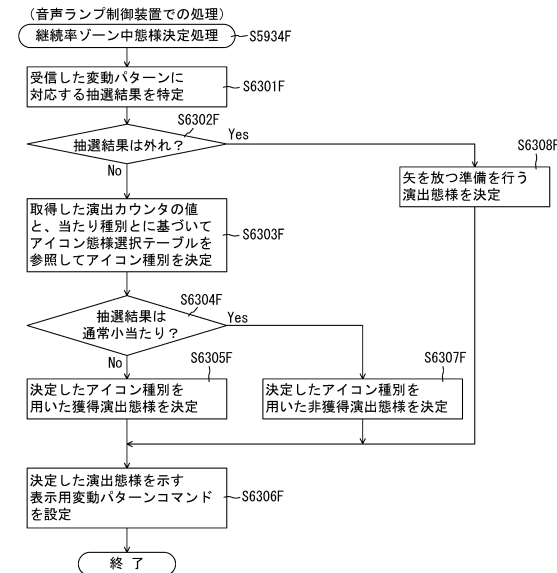 (音声ランプ制御装置での処理)
継続率ゾーン中態様決定処理
S5934F
受信した変動パターンに
対応する抽選結果を特定
S6301F
S6302F
抽選結果は外れ?
Yes
No
S6308F
矢を放つ準備を行う
演出態様を決定
取得した演出カウンタの値
と、当たり種別とに基づいて
アイコン態様選択テーブルを
参照してアイコン種別を決定
S6303F
S6304F
抽選結果は
通常小当たり?
Yes
No
S6305F
決定したアイコン種別を
用いた獲得演出態様を決定
S6307F
決定したアイコン種別を
用いた非獲得演出態様を決定
決定した演出態様を示す
表示用変動パターンコマンド
を設定
S6306F
終 了